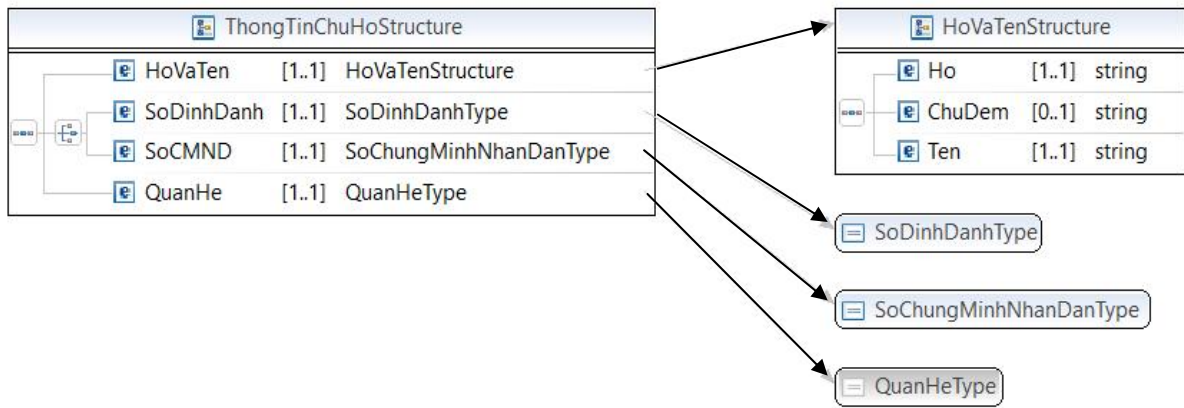 ThongTinChuHoStructure
HoVaTen [1..1] HoVaTenStructure
SoDinhDanh [1..1] SoDinhDanhType
SoCMND [1..1] SoChungMinhNhanDanType
QuanHe [1..1] QuanHeType
HoVaTenStructure
Ho [1..1] string
ChuDem [0..1] string
Ten [1..1] string
SoDinhDanhType
SoChungMinhNhanDanType
QuanHeType